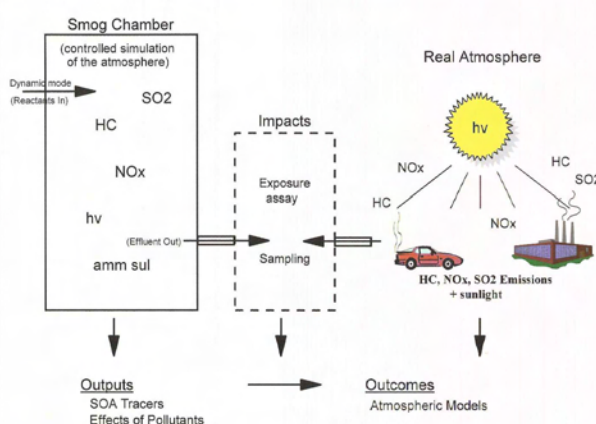 Smog Chamber
(controlled simulation
of the atmosphere)
Dynamic mode
(Reactants In)
SO2
HC
NOx
hv
(Effluent Out)
amm sul
Impacts
Exposure
assay
Sampling
Real Atmosphere
hv
NOx
HC
HC
SO2
NOx
HC, NOx, SO2 Emissions
+ sunlight
Outputs
SOA Tracers
Effects of Pollutants
Outcomes
Atmospheric Models